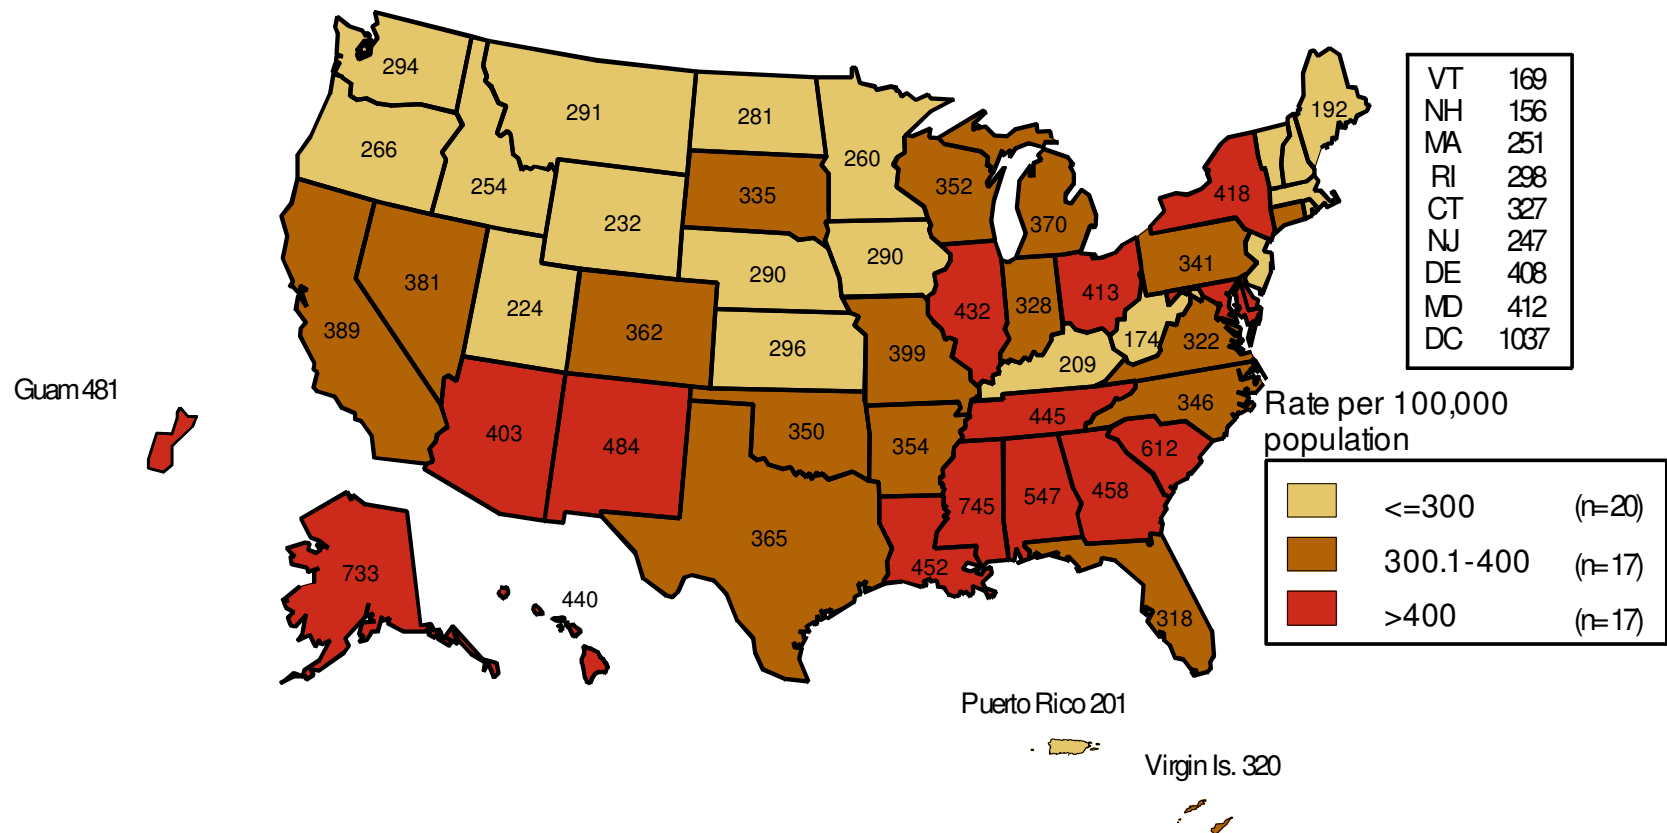 294
291
281
260
192
266
254
232
335
352
370
418
381
224
362
290
290
432
328
413
341
389
296
399
209
174
322
403
484
350
354
445
346
612
745
547
458
365
452
318
733
440
Guam 481
Puerto Rico 201
Virgin Is. 320
VT 169
NH 156
MA 251
RI 298
CT 327
NJ 247
DE 408
MD 412
DC 1037
Rate per 100,000
population
<=300 (n=20)
300.1-400 (n=17)
>400 (n=17)